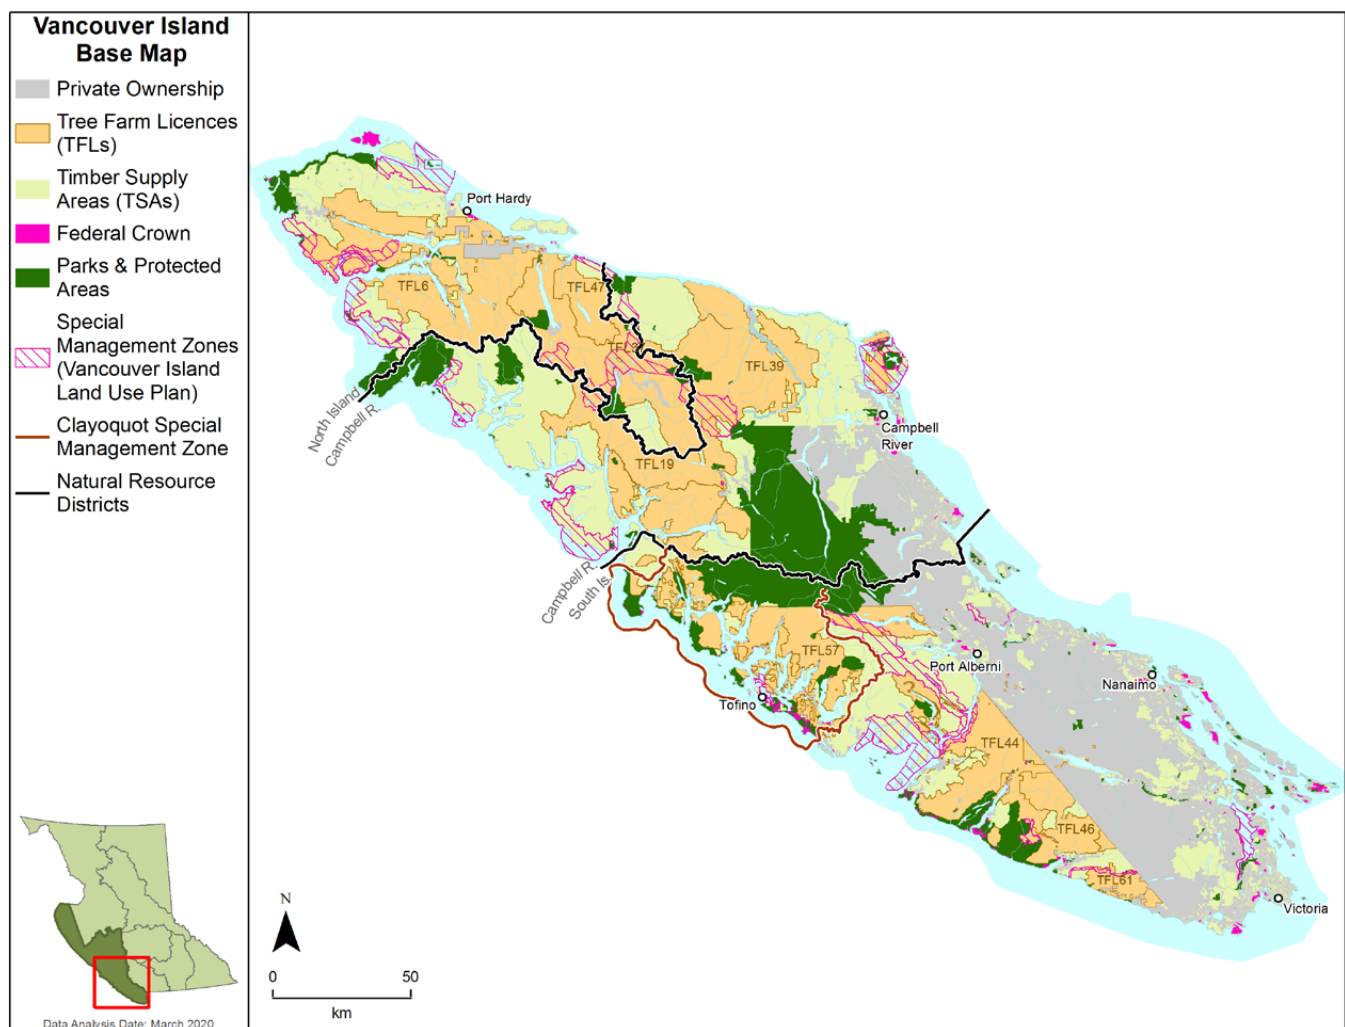 Vancouver Island
Base Map
Private Ownership
Tree Farm Licences
(TFLs)
Timber Supply
Areas (TSAs)
Federal Crown
Parks & Protected
Areas
Special
Management Zones
(Vancouver Island
Land Use Plan)
Clayoquot Special
Management Zone
Natural Resource
Districts
Data Analysis Date: March 2020
Port Hardy
TFL6
TFL47
TFL39
North Island
Campbell R.
Campbell
River
TFL19
Campbell R.
South Is.
TFL57
Port Alberni
Nanaimo
Tofino
TFL44
TFL46
TFL61
Victoria
N
0
50
km